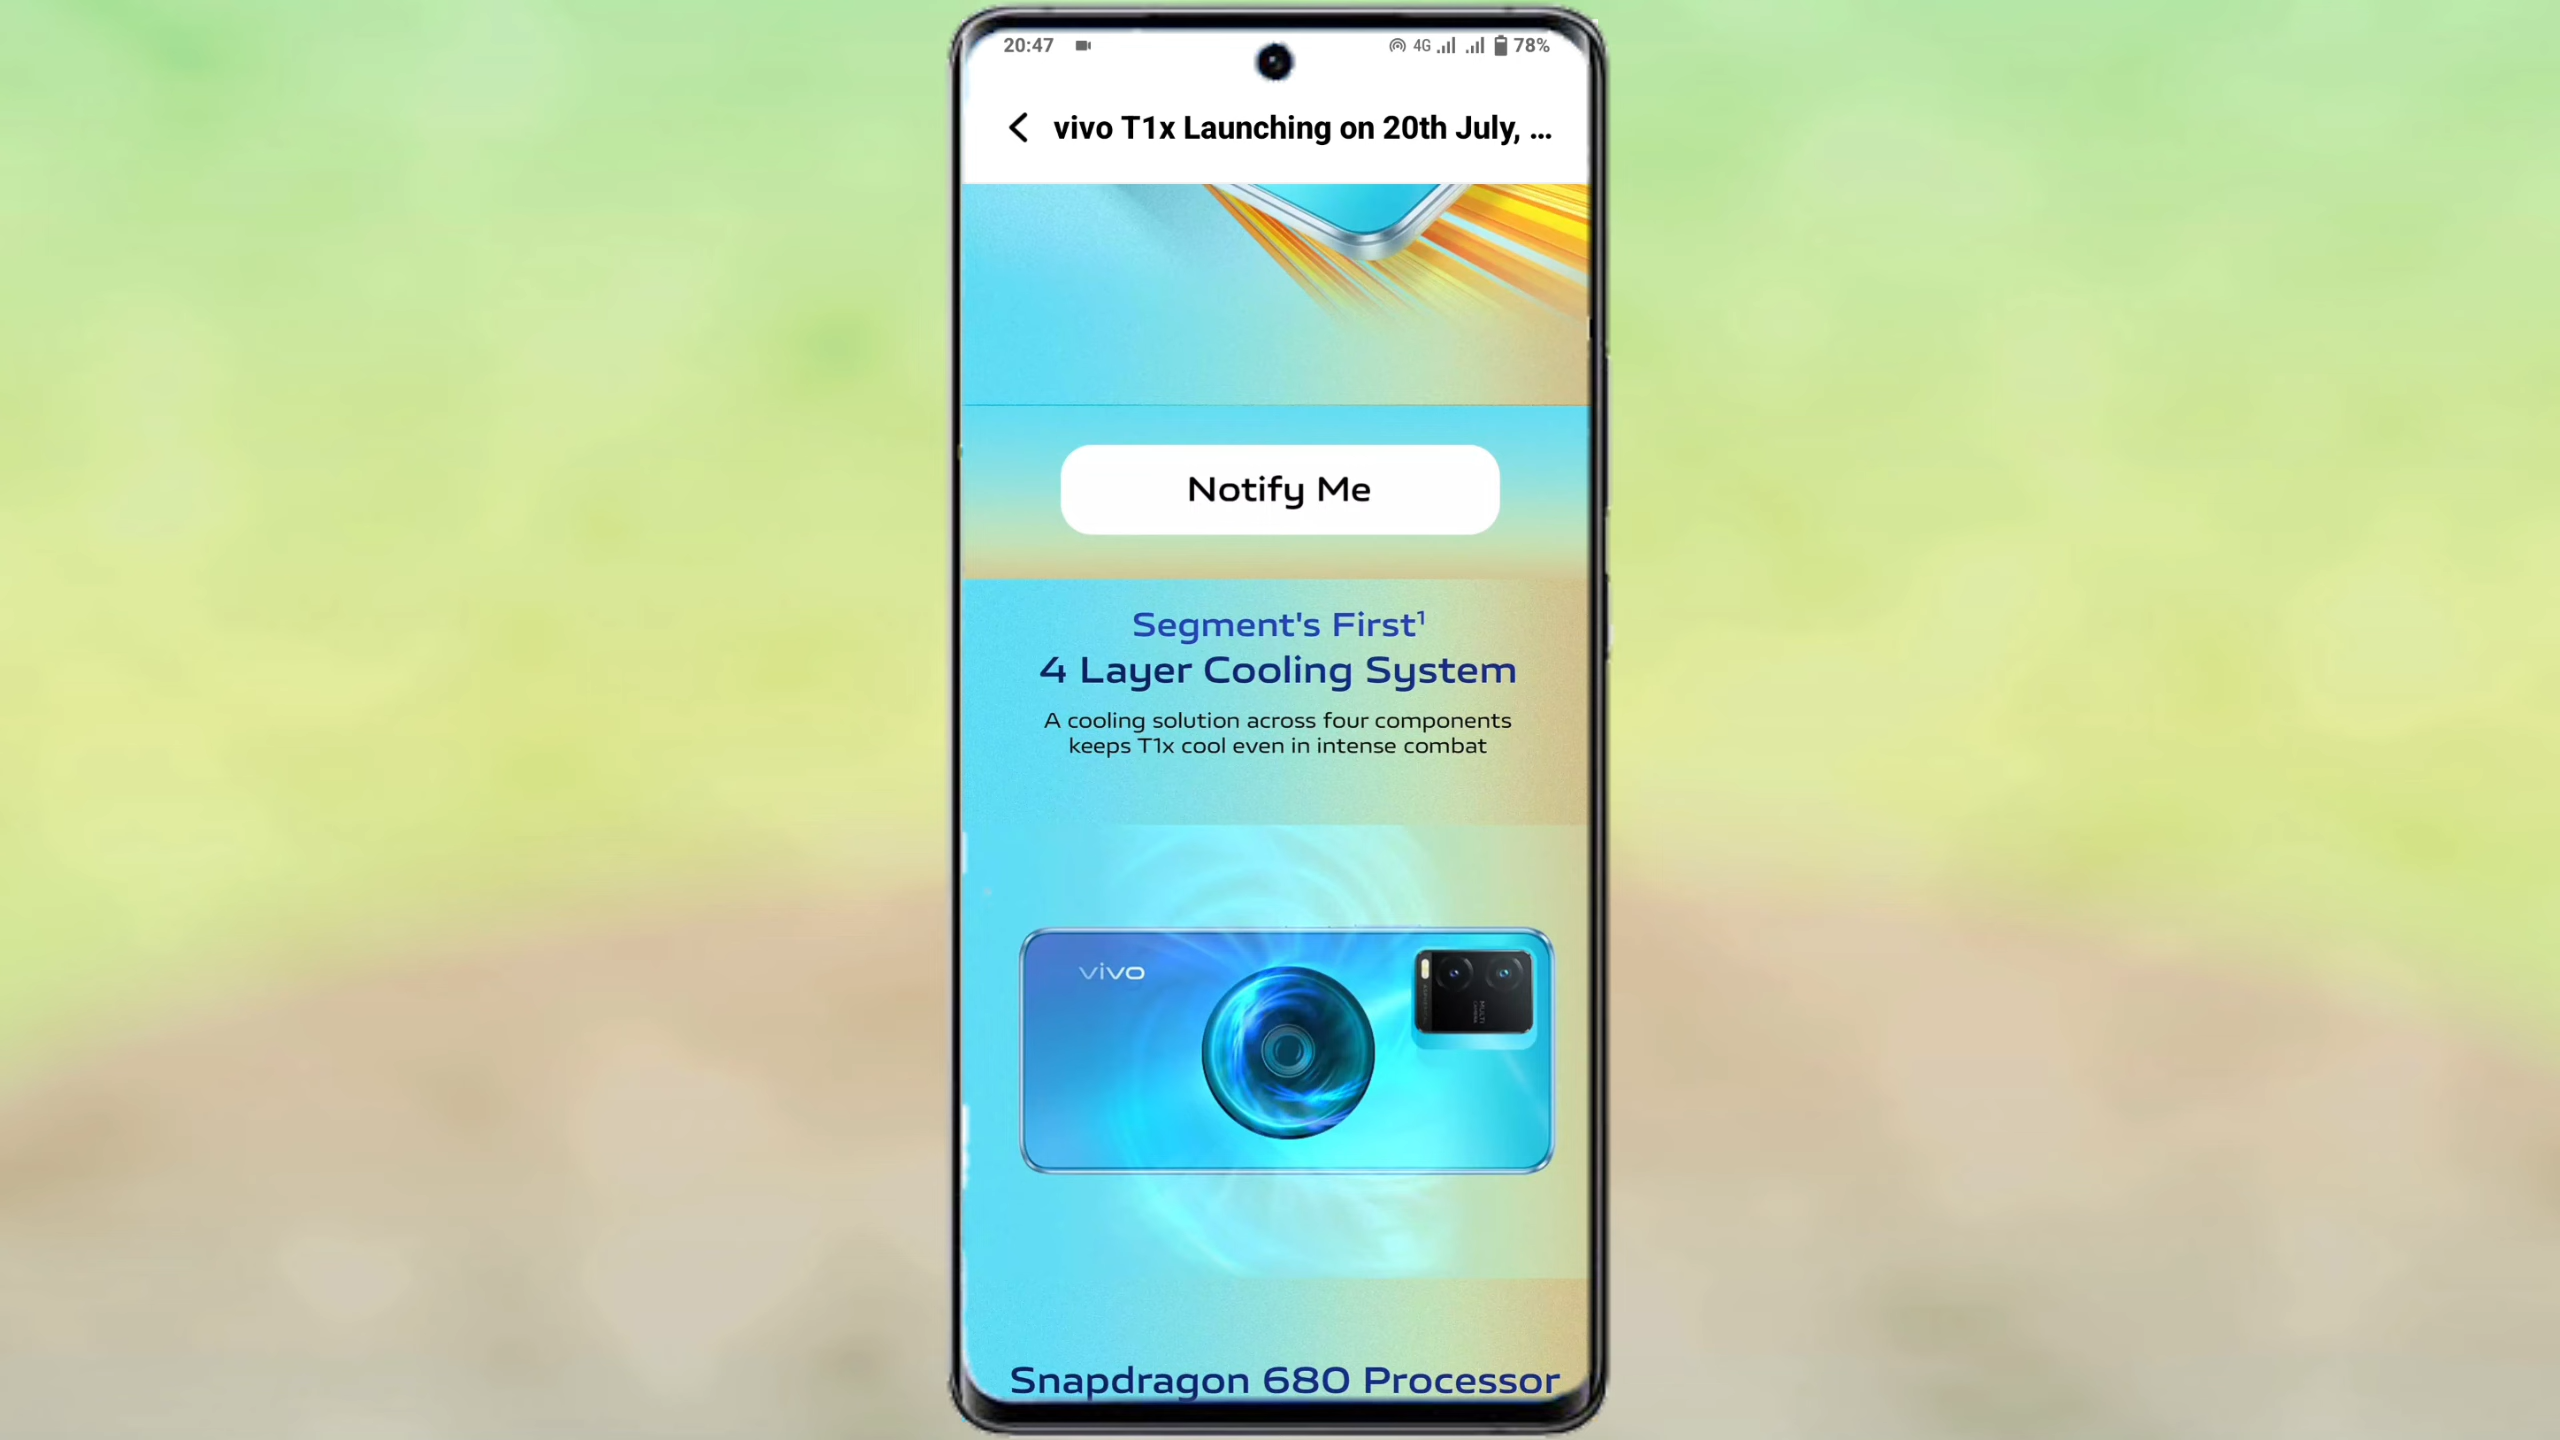 20:47 4G 78%
vivo T1x Launching on 20th July, ...
Notify Me
Segment's First¹
4 Layer Cooling System
A cooling solution across four components
keeps T1x cool even in intense combat
vivo
Snapdragon 680 Processor